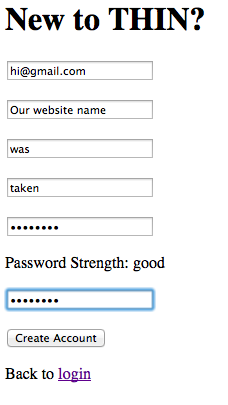 New to THIN?
hi@gmail.com
Our website name
was
taken
••••••••
Password Strength: good
••••••••
Create Account
Back to login